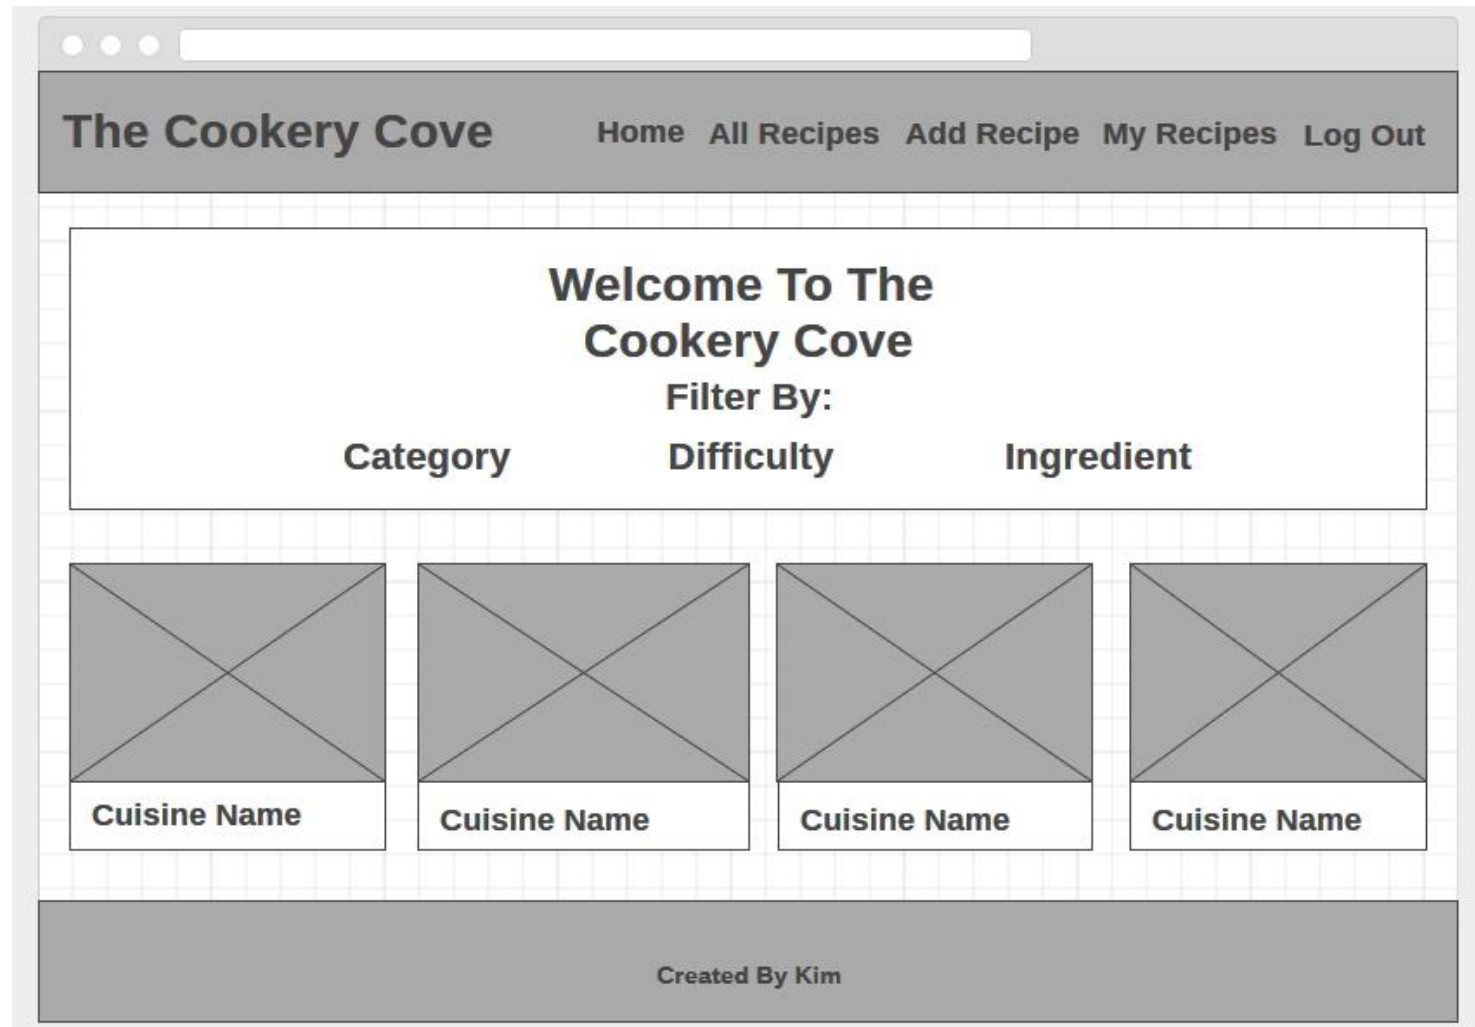 The Cookery Cove
Home All Recipes Add Recipe My Recipes Log Out
Welcome To The
Cookery Cove
Filter By:
Category Difficulty Ingredient
Cuisine Name Cuisine Name Cuisine Name Cuisine Name
Created By Kim